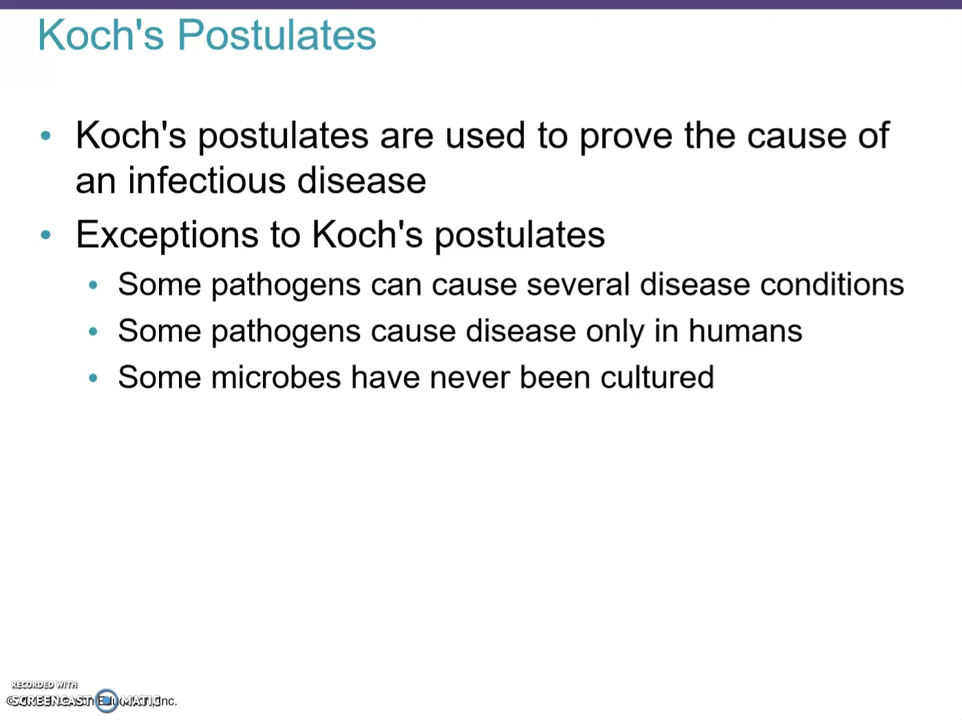 Koch's Postulates
• Koch's postulates are used to prove the cause of
an infectious disease
• Exceptions to Koch's postulates
• Some pathogens can cause several disease conditions
• Some pathogens cause disease only in humans
• Some microbes have never been cultured
RECORDED WITH
SCREENCAST MATIC
Inc.